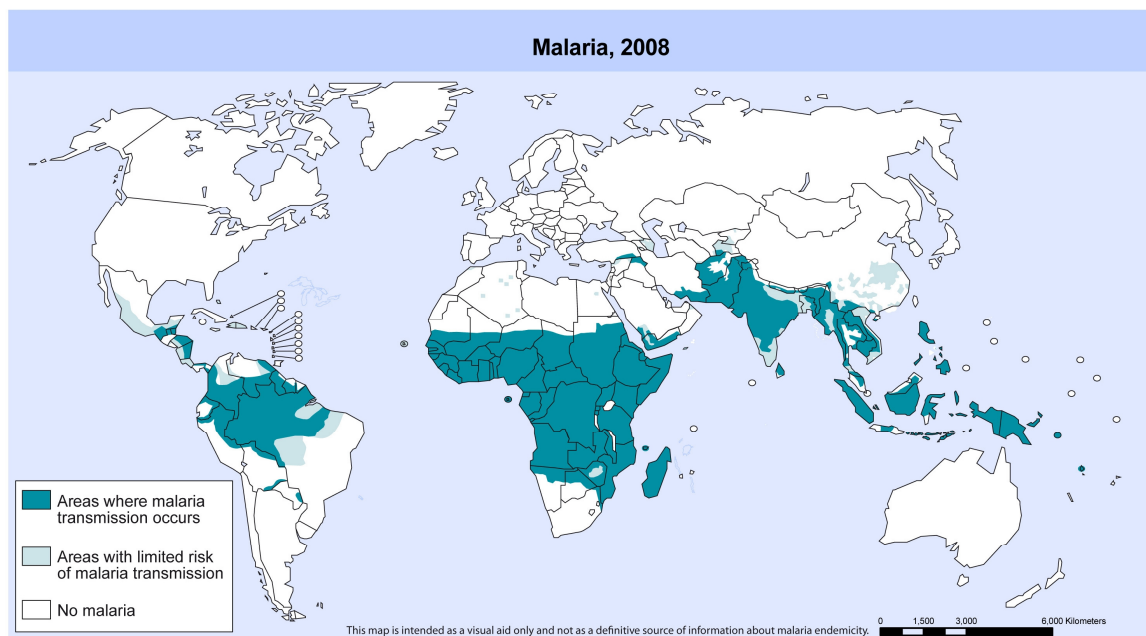 Malaria, 2008
Areas where malaria
transmission occurs
Areas with limited risk
of malaria transmission
No malaria
This map is intended as a visual aid only and not as a definitive source of information about malaria endemicity.
0 1,500 3,000 6,000 Kilometers